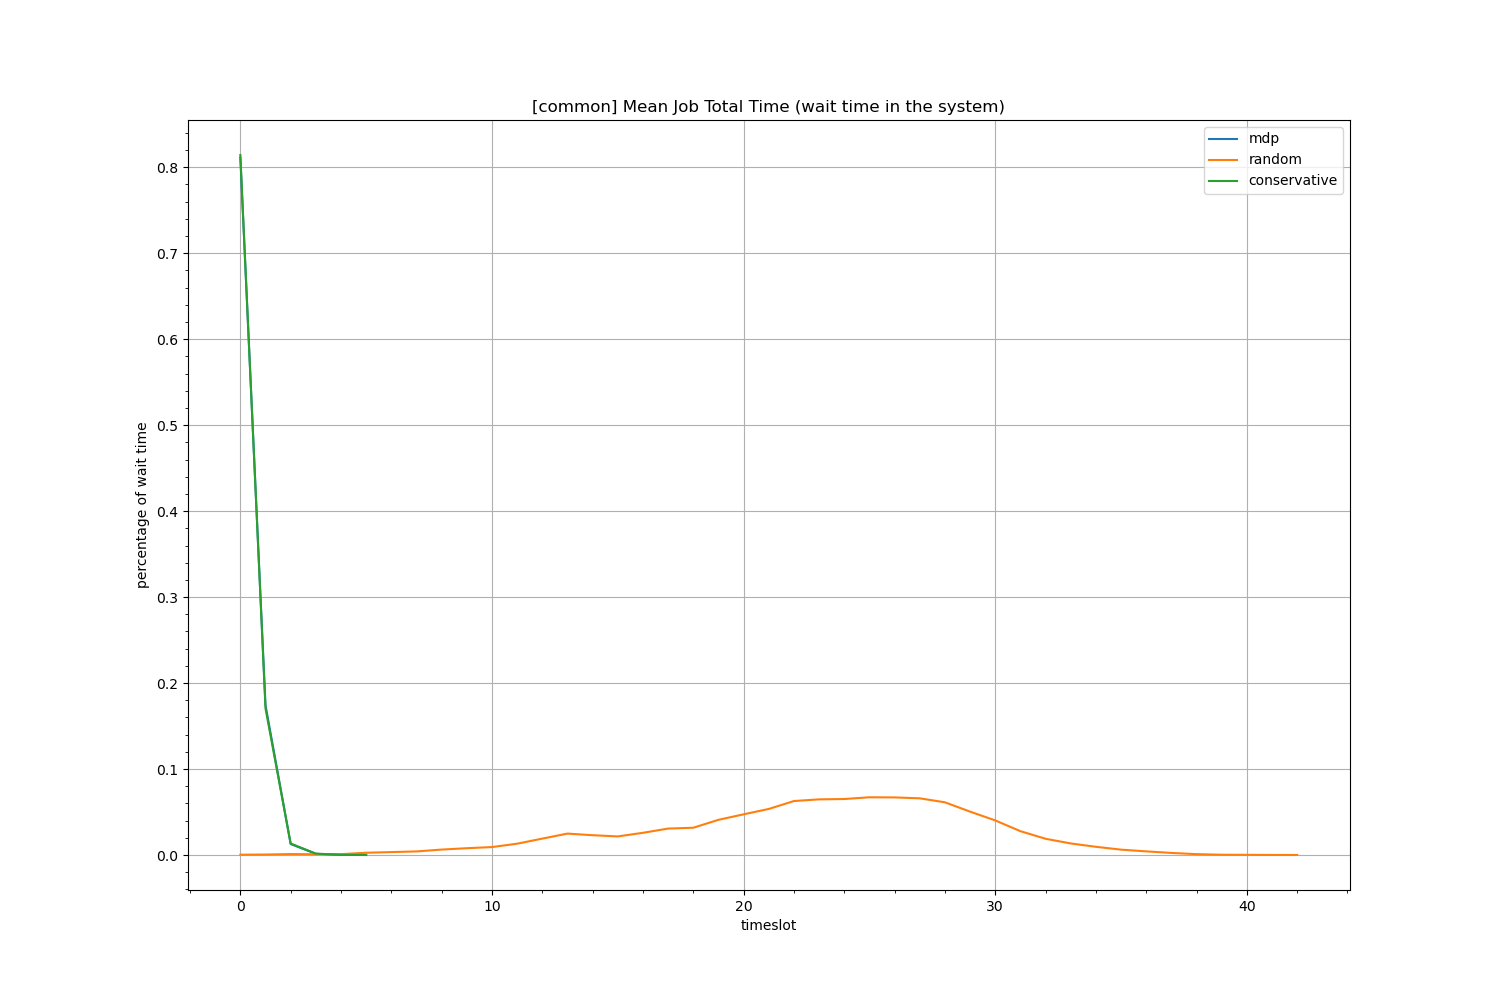 [common] Mean Job Total Time (wait time in the system)
mdp
random
conservative
0.8
0.7
0.6
0.5
0.4
0.3
0.2
0.1
0.0
percentage of wait time
0 10 20 30 40
timeslot